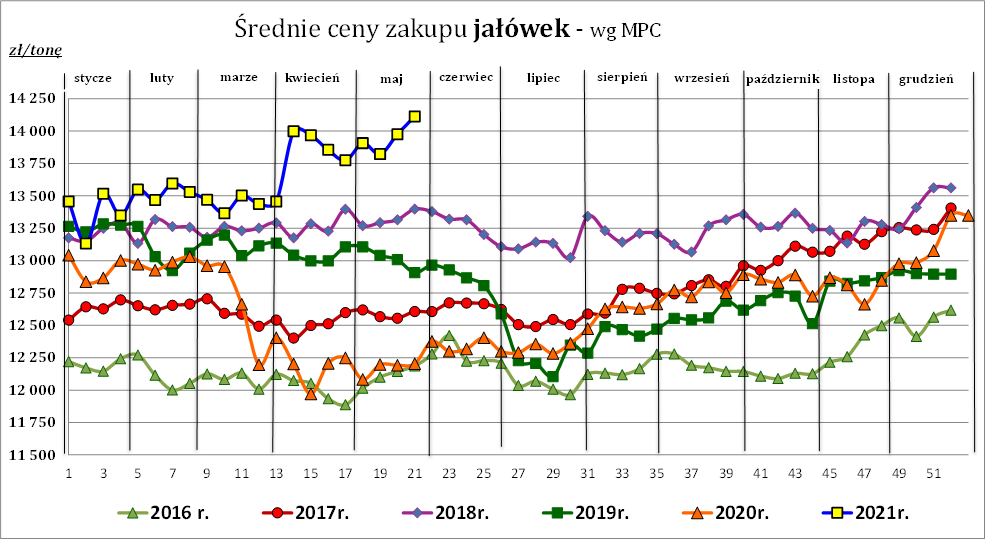 Średnie ceny zakupu jałówek - wg MPC
zł/tonę
stycze luty marze kwiecień maj czerwiec lipiec sierpień wrzesień październik listopa grudzień
14 250
14 000
13 750
13 500
13 250
13 000
12 750
12 500
12 250
12 000
11 750
11 500
1 3 5 7 9 11 13 15 17 19 21 23 25 27 29 31 33 35 37 39 41 43 45 47 49 51
2016 r. 2017r. 2018r. 2019r. 2020r. 2021r.